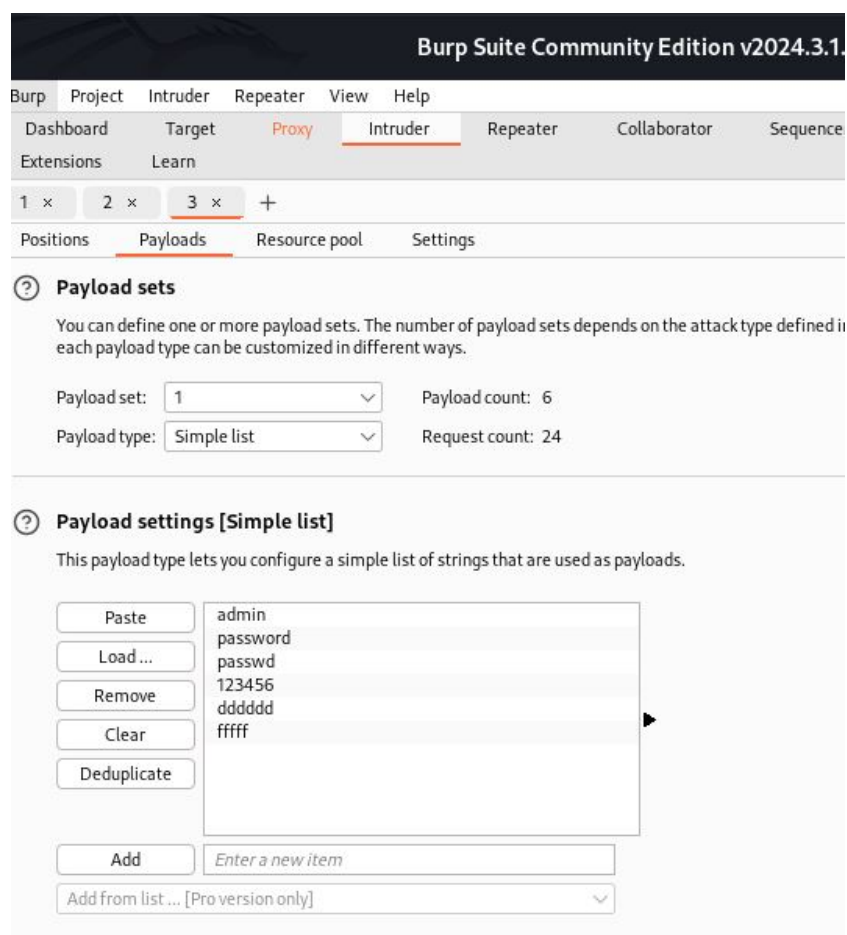 Burp Suite Community Edition v2024.3.1.
Burp Project Intruder Repeater View Help
Dashboard Target Proxy Intruder Repeater Collaborator Sequence
Extensions Learn
1 × 2 × 3 × +
Positions Payloads Resource pool Settings
? Payload sets
You can define one or more payload sets. The number of payload sets depends on the attack type defined in
each payload type can be customized in different ways.
Payload set: 1 Payload count: 6
Payload type: Simple list Request count: 24
? Payload settings [Simple list]
This payload type lets you configure a simple list of strings that are used as payloads.
Paste admin
password
Load ... passwd
Remove 123456
dddddd
Clear fffff
Deduplicate
Add Enter a new item
Add from list ... [Pro version only]